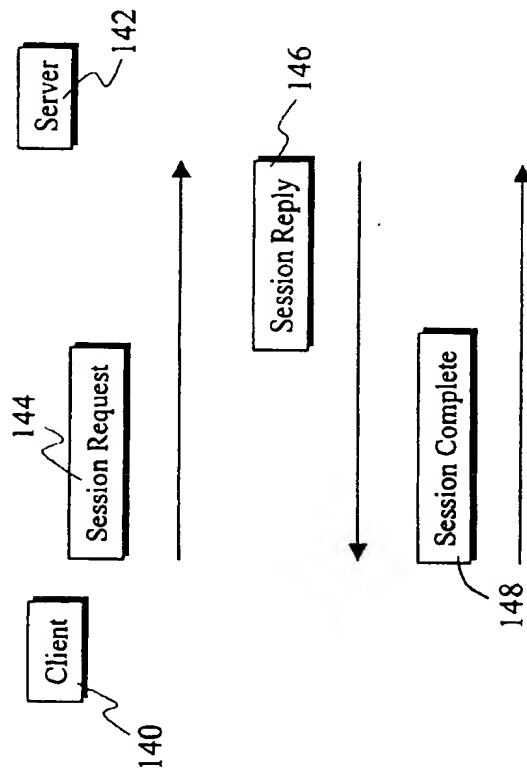 Client
140
Server
142
144
Session Request
Session Reply
146
Session Complete
148